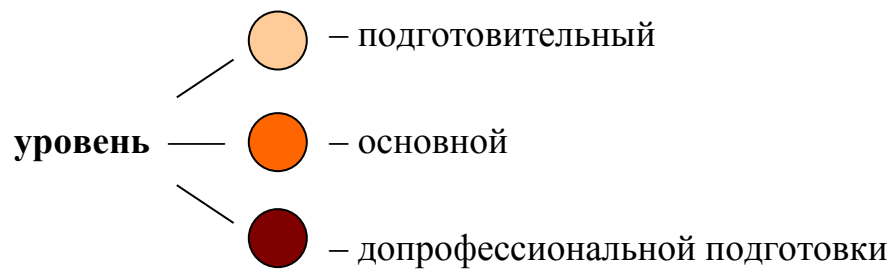 – подготовительный
уровень – основной
– допрофессиональной подготовки